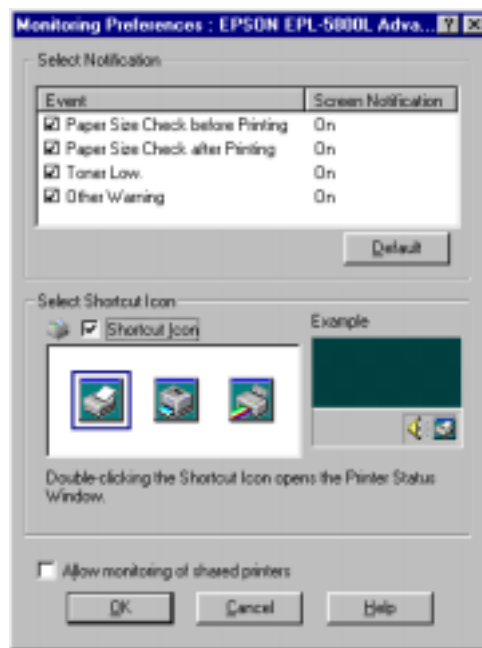 Monitoring Preferences : EPSON EPL-5800L Adva...
Select Notification
Event Screen Notification
Paper Size Check before Printing On
Paper Size Check after Printing On
Toner Low. On
Other Warning On
Default
Select Shortcut Icon
Shortcut Icon
Example
Double-clicking the Shortcut Icon opens the Printer Status
Window.
Allow monitoring of shared printers
OK Cancel Help